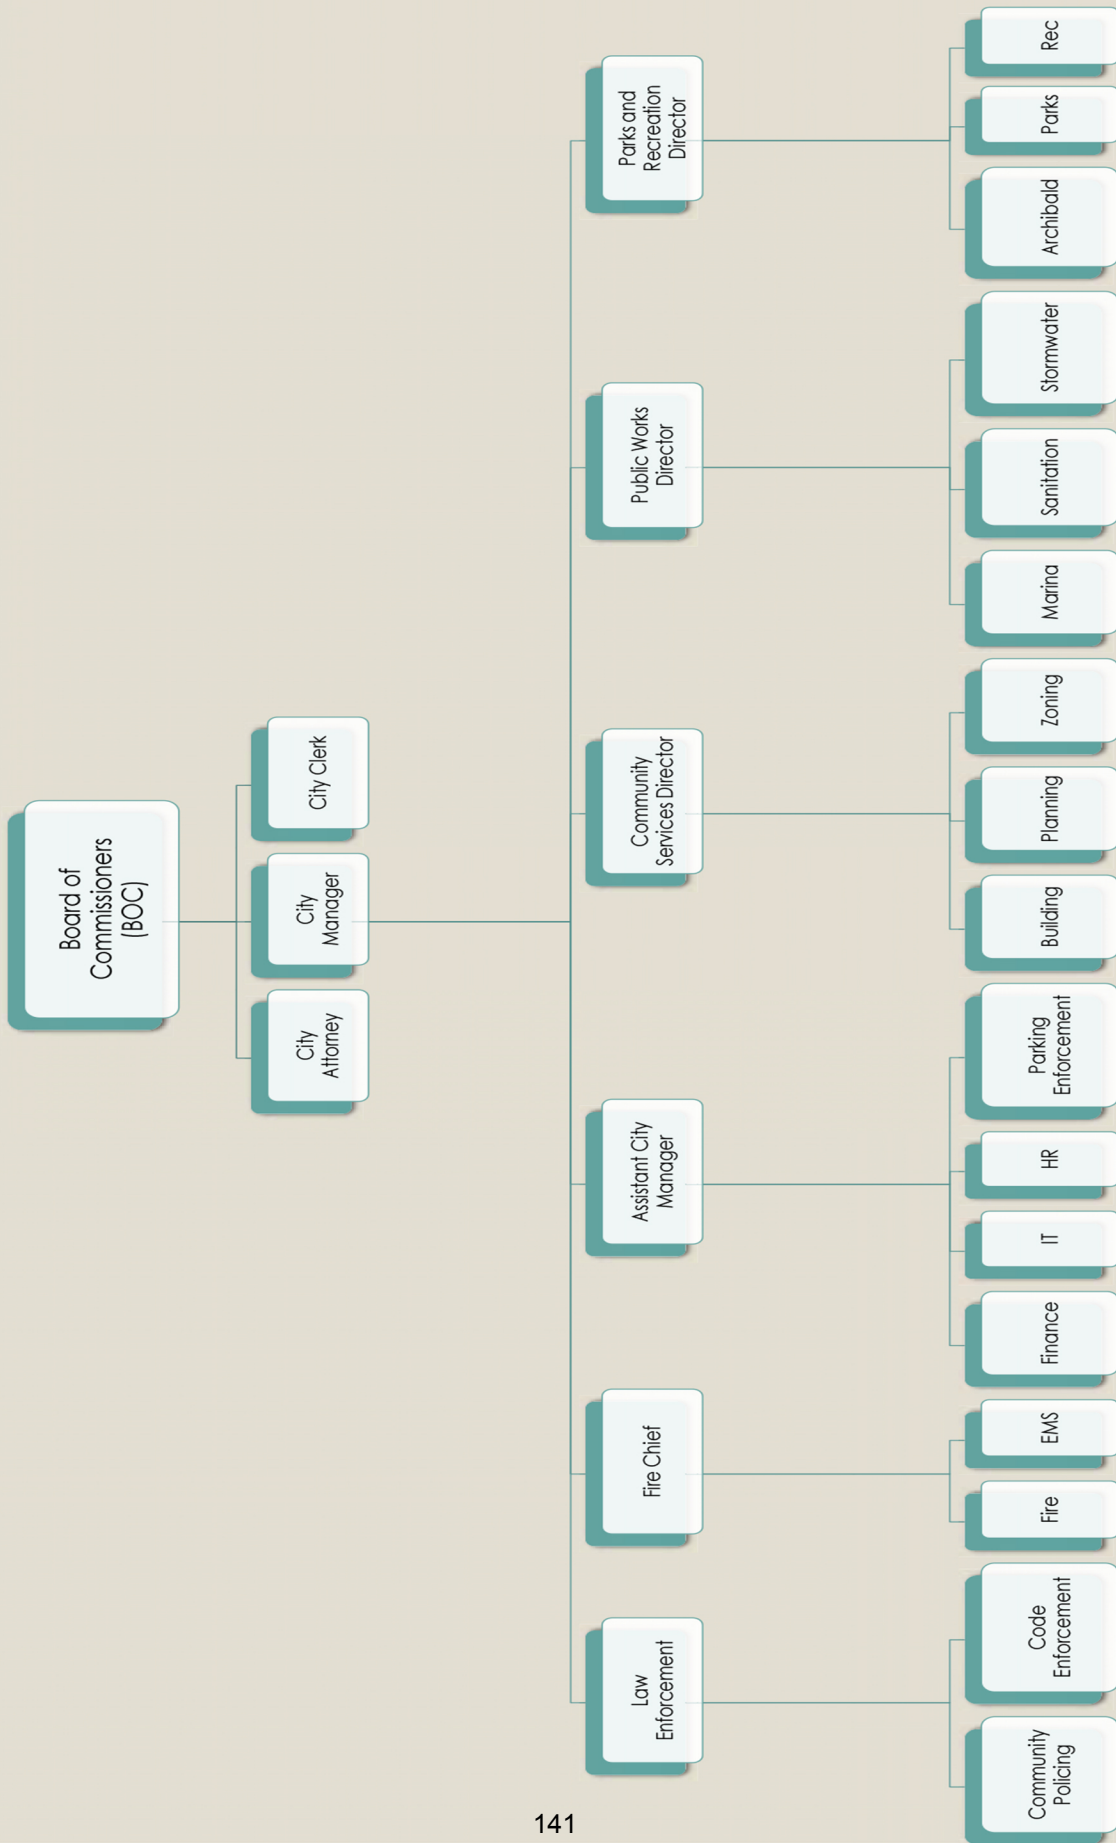 Board of
Commissioners
(BOC)
City
Attorney
City
Manager
City Clerk
Law
Enforcement
Fire Chief
Assistant City
Manager
Community
Services Director
Public Works
Director
Parks and
Recreation
Director
Community
Policing
Code
Enforcement
Fire
EMS
Finance
IT
HR
Parking
Enforcement
Building
Planning
Zoning
Marina
Sanitation
Stormwater
Archibald
Parks
Rec
141